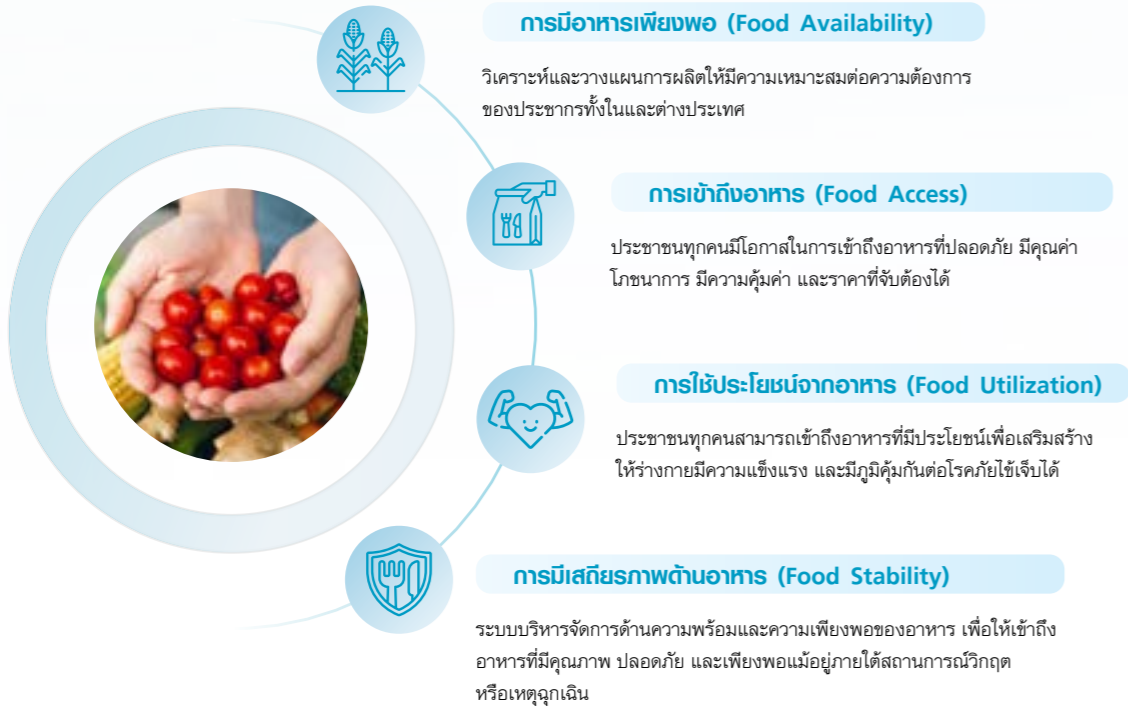 การมีอาหารเพียงพอ (Food Availability)
วิเคราะห์และวางแผนการผลิตให้มีความเหมาะสมต่อความต้องการ
ของประชากรทั้งในและต่างประเทศ
การเข้าถึงอาหาร (Food Access)
ประชาชนทุกคนมีโอกาสในการเข้าถึงอาหารที่ปลอดภัย มีคุณค่า
โภชนาการ มีความคุ้มค่า และราคาที่จับต้องได้
การใช้ประโยชน์จากอาหาร (Food Utilization)
ประชาชนทุกคนสามารถเข้าถึงอาหารที่มีประโยชน์เพื่อเสริมสร้าง
ให้ร่างกายมีความแข็งแรง และมีภูมิคุ้มกันต่อโรคภัยไข้เจ็บได้
การมีเสถียรภาพด้านอาหาร (Food Stability)
ระบบบริหารจัดการด้านความพร้อมและความเพียงพอของอาหาร เพื่อให้เข้าถึง
อาหารที่มีคุณภาพ ปลอดภัย และเพียงพอแม้อยู่ภายใต้สถานการณ์วิกฤต
หรือเหตุฉุกเฉิน